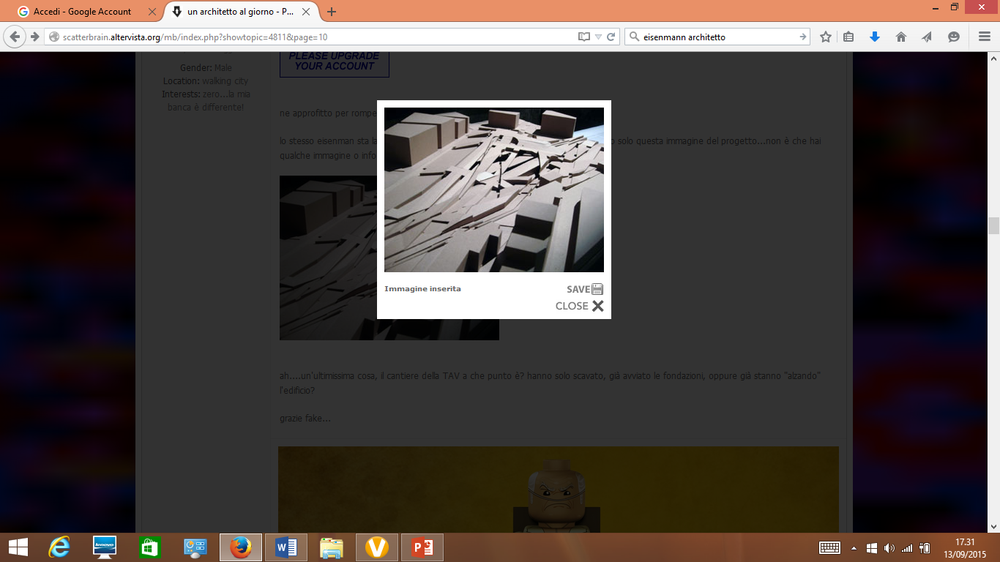 Accedi - Google Account
un architetto al giorno - P...
scatterbrain.altervista.org/mb/index.php?showtopic=4811&page=10
eisenmann architetto
PLEASE UPGRADE
YOUR ACCOUNT
Gender: Male
Location: walking city
Interests: zero...la mia
banca è differente!
ne approfitto per rompe
lo stesso eisenman sta la
o solo questa immagine del progetto...non è che hai
qualche immagine o info
Immagine inserita
SAVE
CLOSE
ah....un'ultimissima cosa, il cantiere della TAV a che punto è? hanno solo scavato, già avviato le fondazioni, oppure già stanno "alzando"
l'edificio?
grazie fake...
lenovo
17.31
13/09/2015